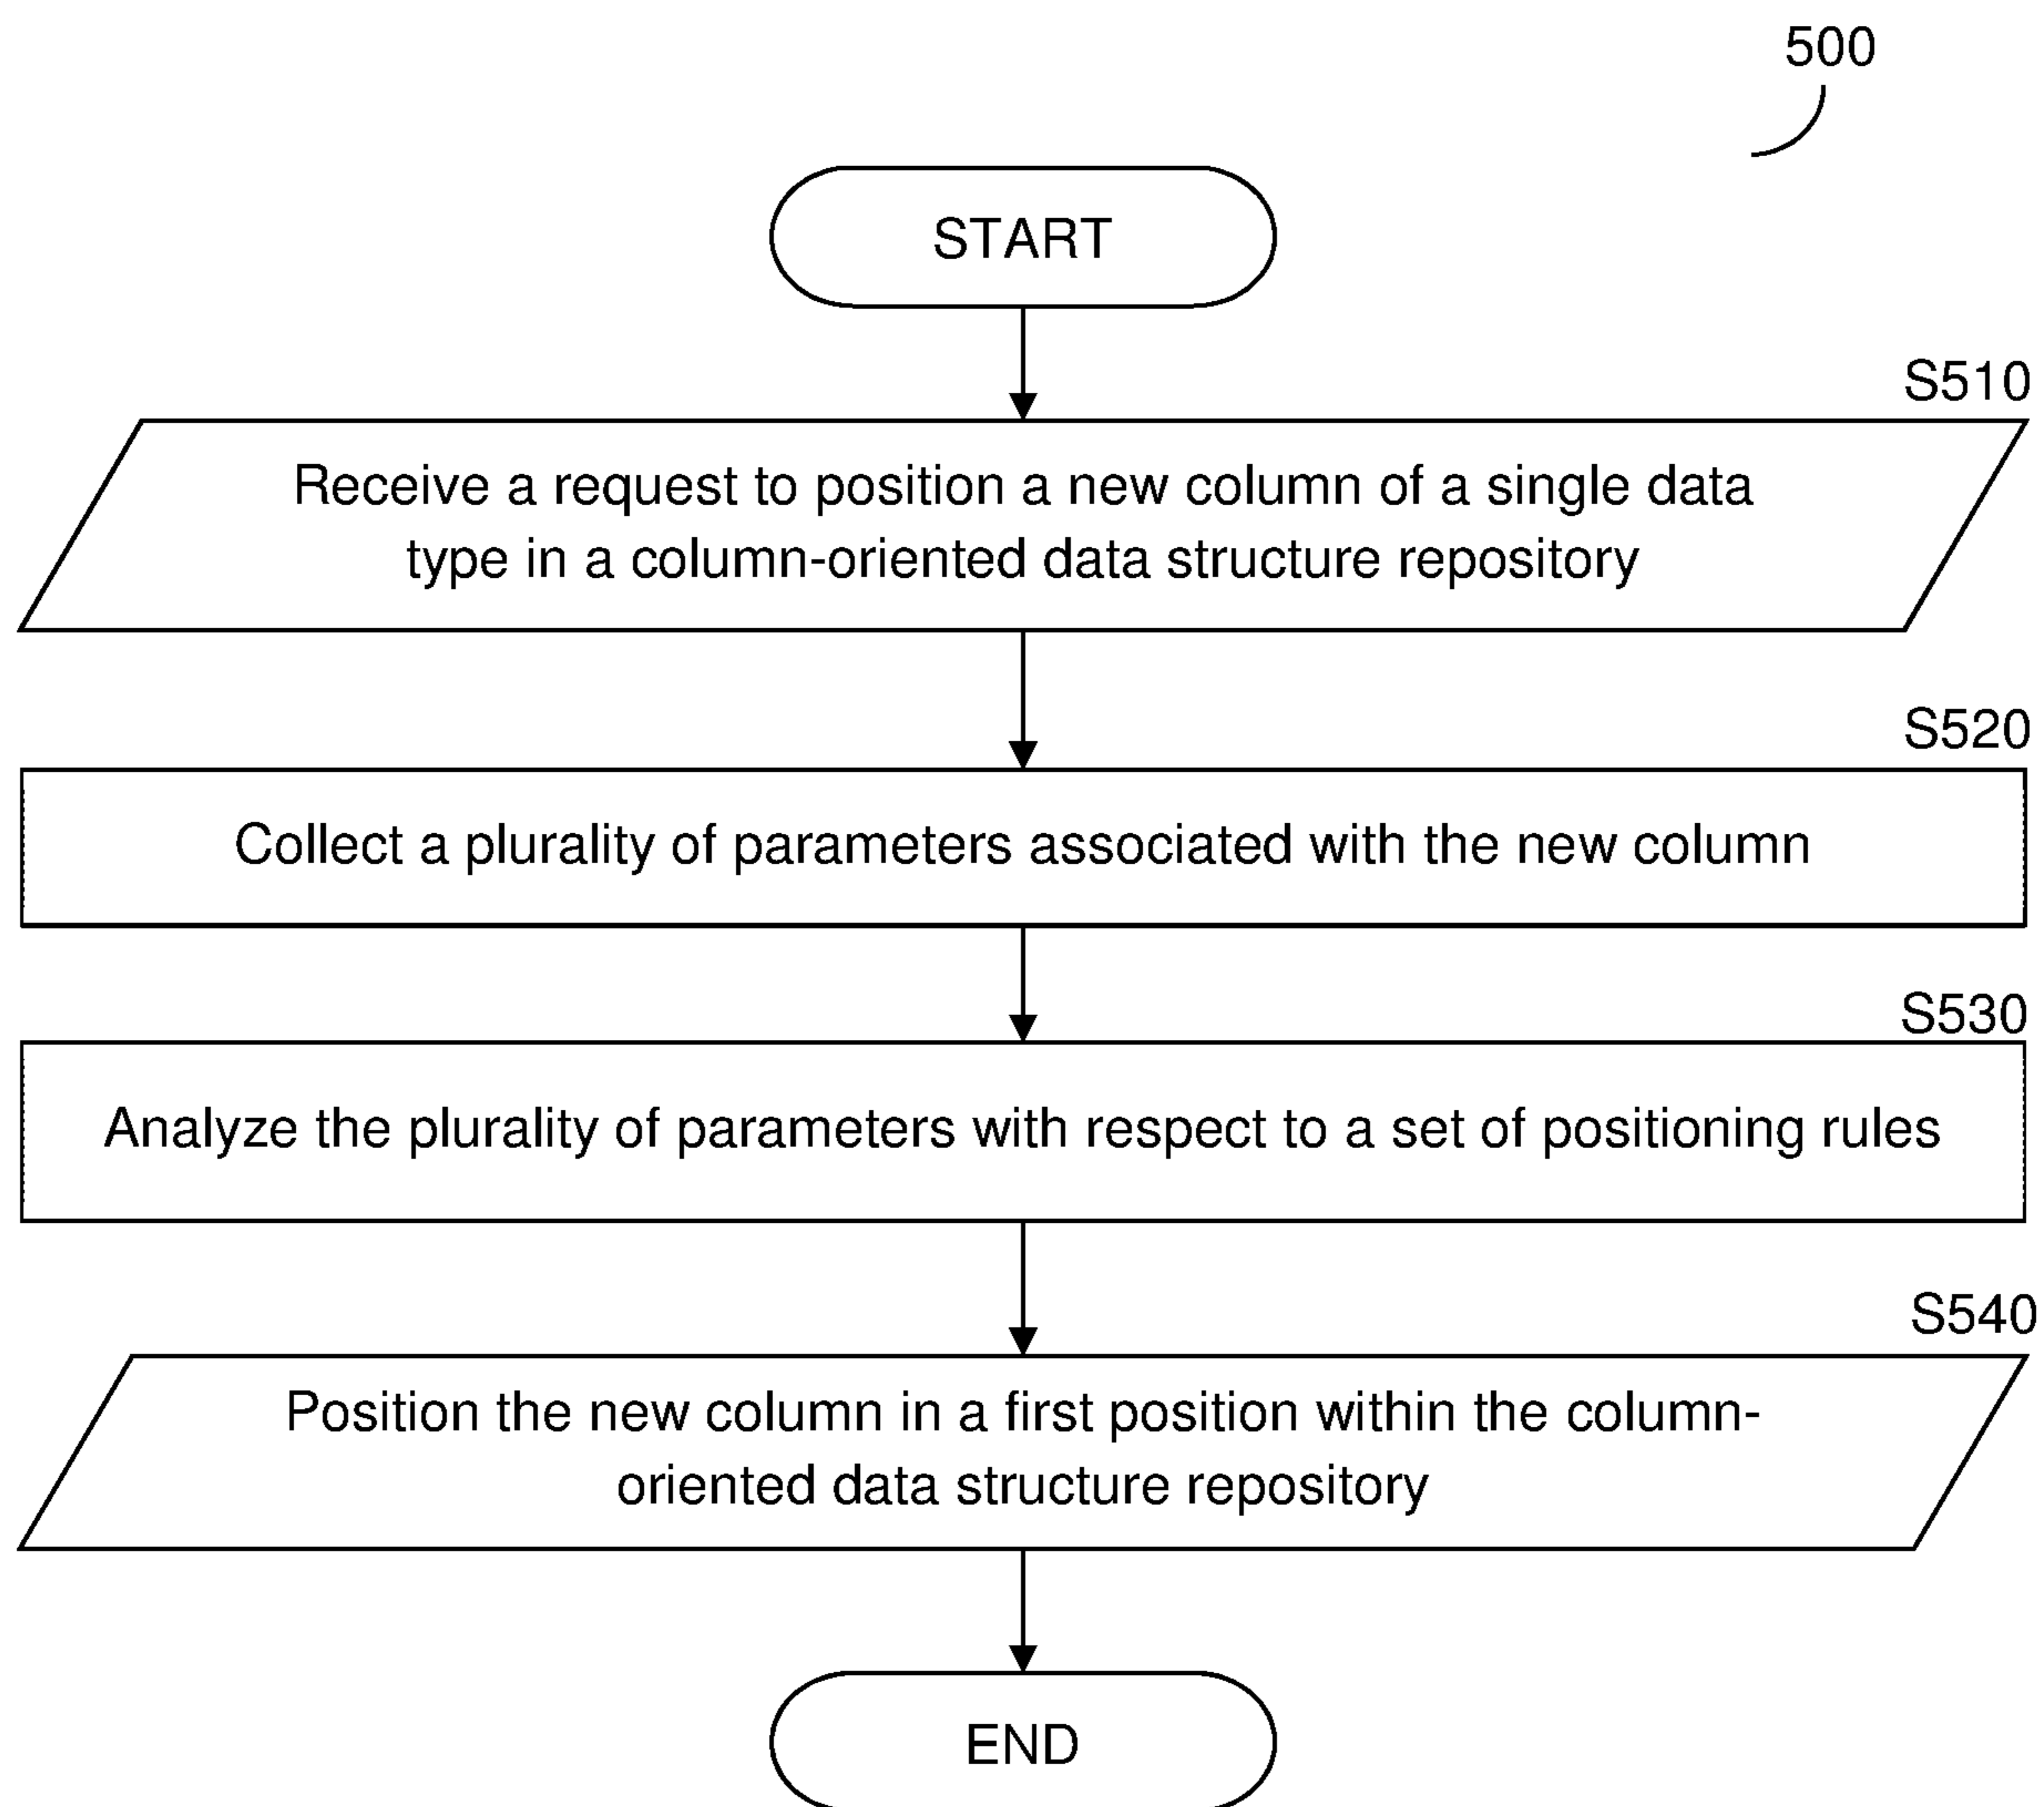 500
START
S510
Receive a request to position a new column of a single data
type in a column-oriented data structure repository
S520
Collect a plurality of parameters associated with the new column
S530
Analyze the plurality of parameters with respect to a set of positioning rules
S540
Position the new column in a first position within the column-
oriented data structure repository
END